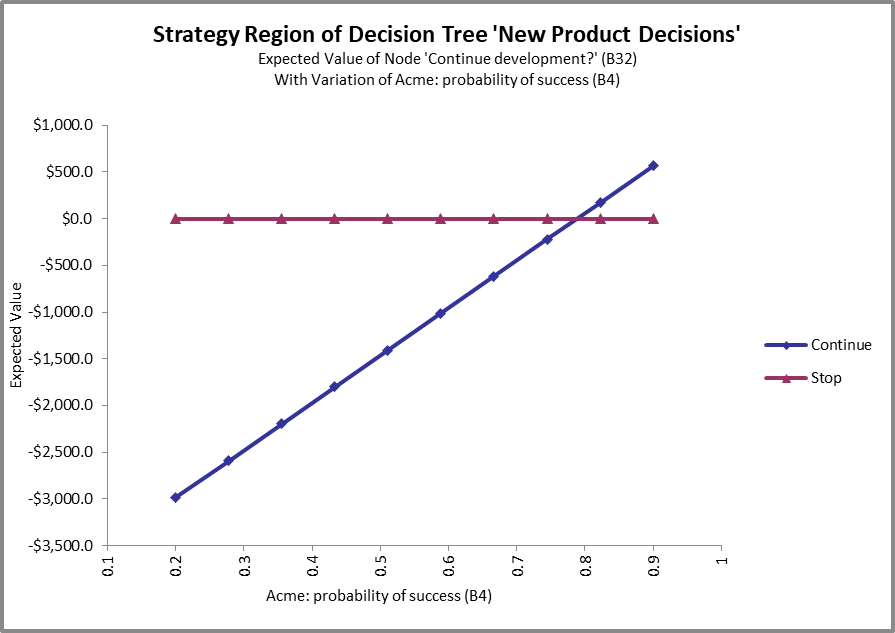 Strategy Region of Decision Tree 'New Product Decisions'
Expected Value of Node 'Continue development?' (B32)
With Variation of Acme: probability of success (B4)
Expected Value
$1,000.0
$500.0
$0.0
-$500.0
-$1,000.0
-$1,500.0
-$2,000.0
-$2,500.0
-$3,000.0
-$3,500.0
0.1
0.2
0.3
0.4
0.5
0.6
0.7
0.8
0.9
1
Acme: probability of success (B4)
Continue
Stop